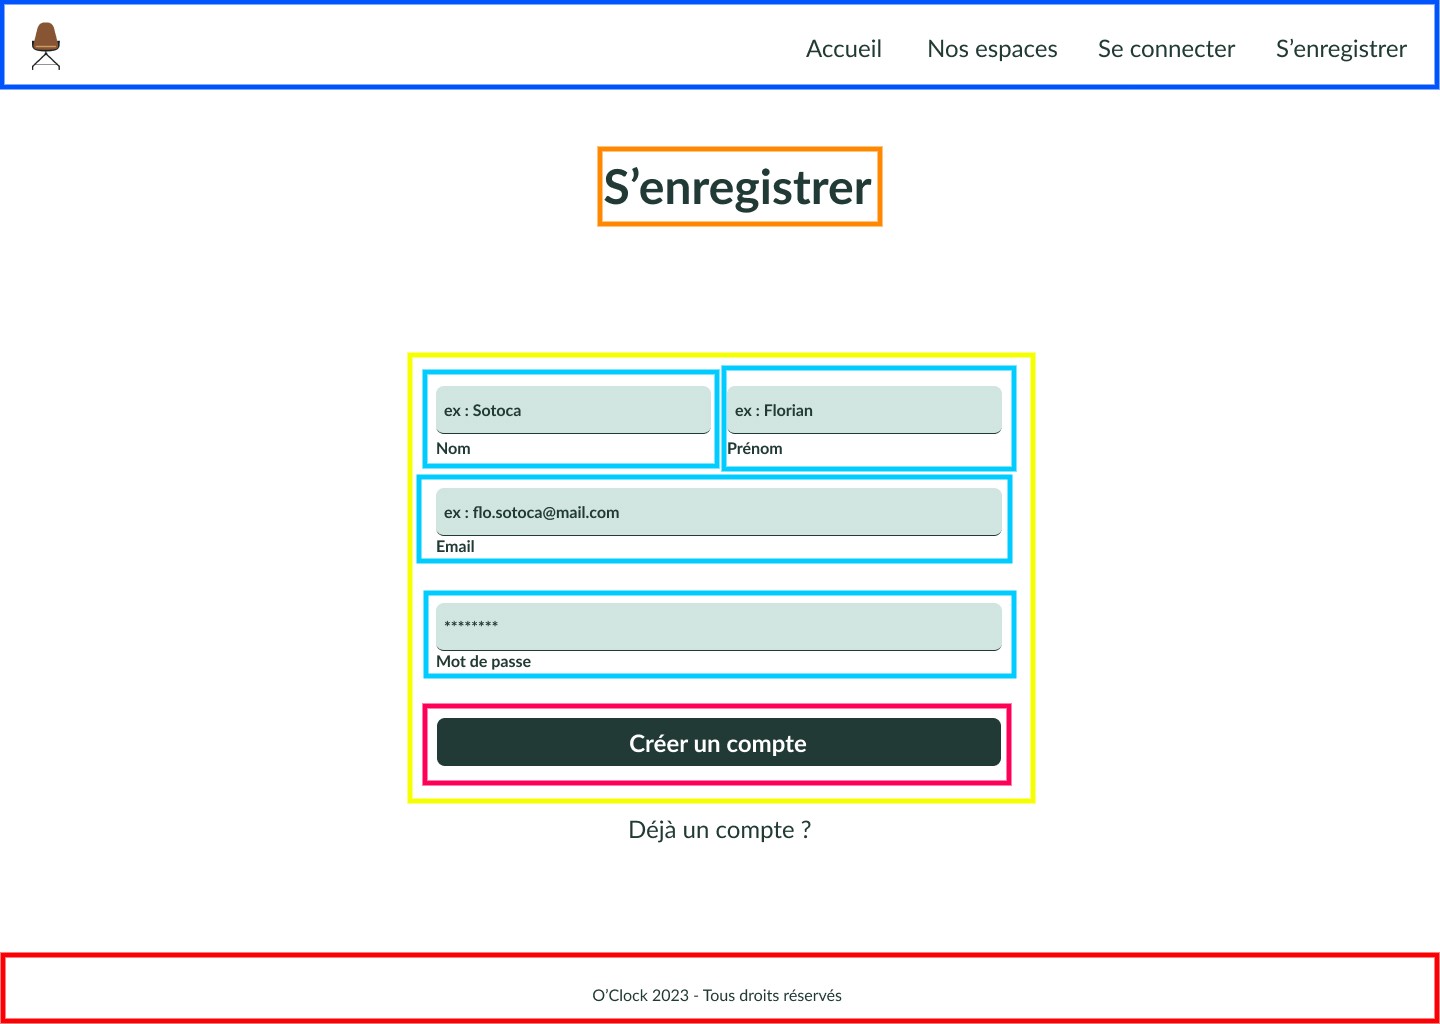 Accueil Nos espaces Se connecter S’enregistrer
S’enregistrer
ex : Sotoca ex : Florian
Nom Prénom
ex : flo.sotoca@mail.com
Email
********
Mot de passe
Créer un compte
Déjà un compte ?
O’Clock 2023 - Tous droits réservés